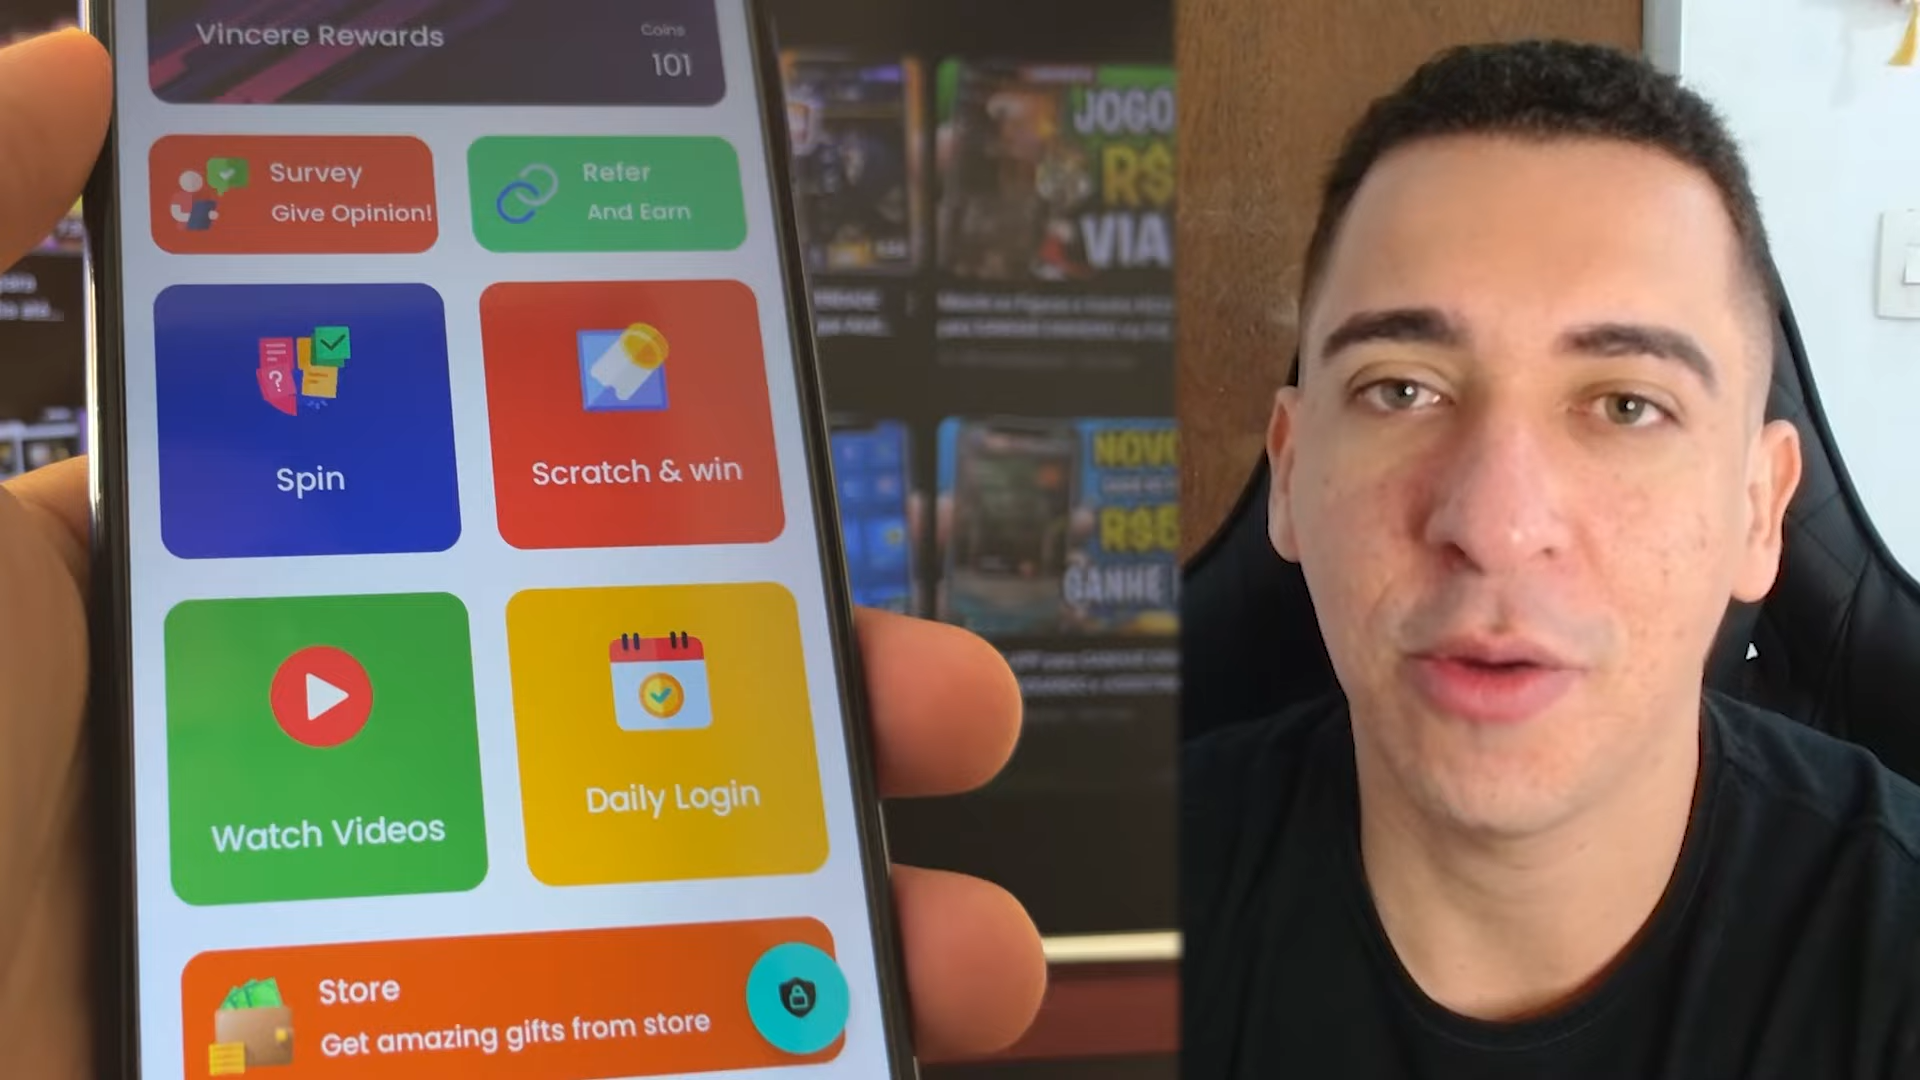 Vincere Rewards
Coins
101
Survey
Give Opinion!
Refer
And Earn
Spin
Scratch & win
Watch Videos
Daily Login
Store
Get amazing gifts from store
JOGO
R$
VIA
NOVO
R$
GANHE